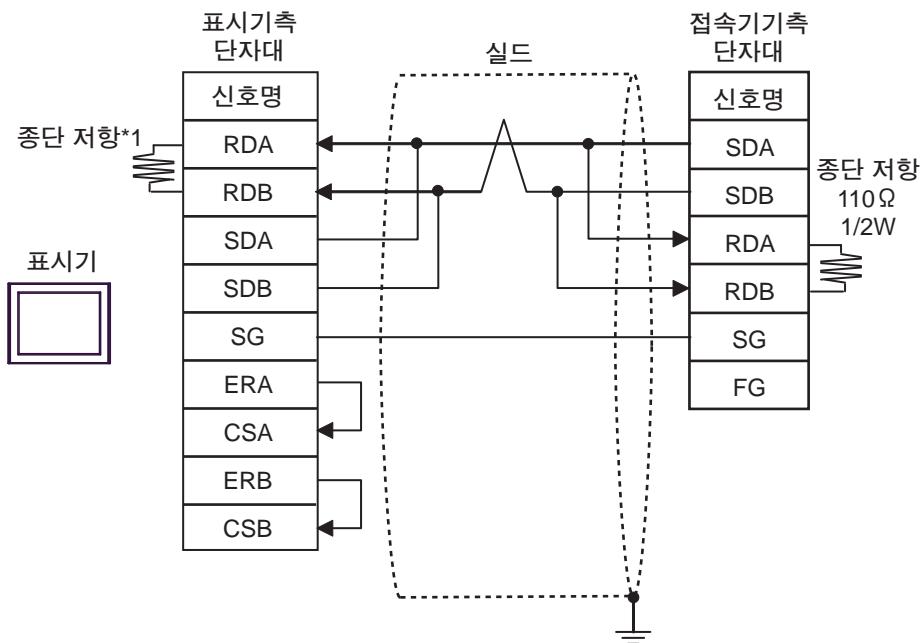 표시기측
단자대
신호명
RDA
RDB
SDA
SDB
SG
ERA
CSA
ERB
CSB
종단 저항*1
표시기
실드
접속기기측
단자대
신호명
SDA
SDB
RDA
RDB
SG
FG
종단 저항
110Ω
1/2W